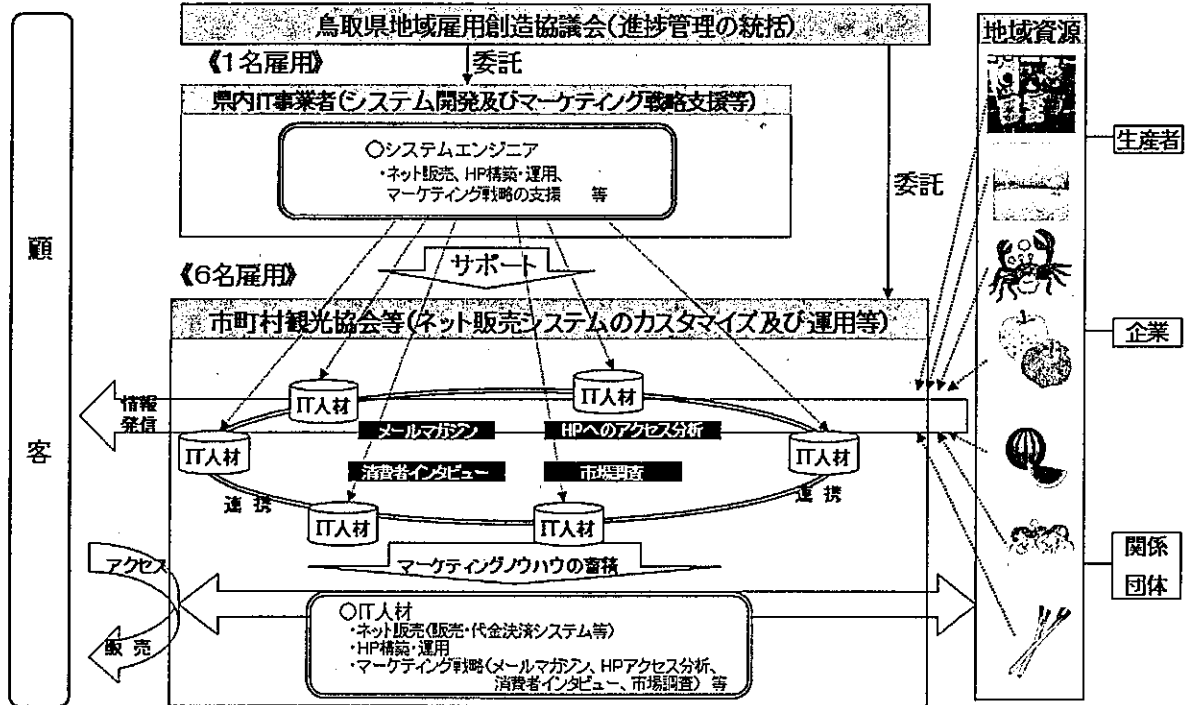 鳥取県地域雇用創造協議会(進捗管理の統括)
《1名雇用》
委託
県内IT事業者(システム開発及びマーケティング戦略支援等)
○システムエンジニア
・ネット販売、HP構築・運用、
マーケティング戦略の支援 等
委託
サポート
《6名雇用》
市町村観光協会等(ネット販売システムのカスタマイズ及び運用等)
顧客
情報
発信
IT人材
IT人材
IT人材
IT人材
IT人材
IT人材
メールマガジン
HPへのアクセス分析
消費者インタビュー
市場調査
連携
連携
マーケティングノウハウの蓄積
アクセス
販売
○IT人材
・ネット販売(販売・代金決済システム等)
・HP構築・運用
・マーケティング戦略(メールマガジン、HPアクセス分析、
消費者インタビュー、市場調査) 等
地域資源
生産者
企業
関係
団体